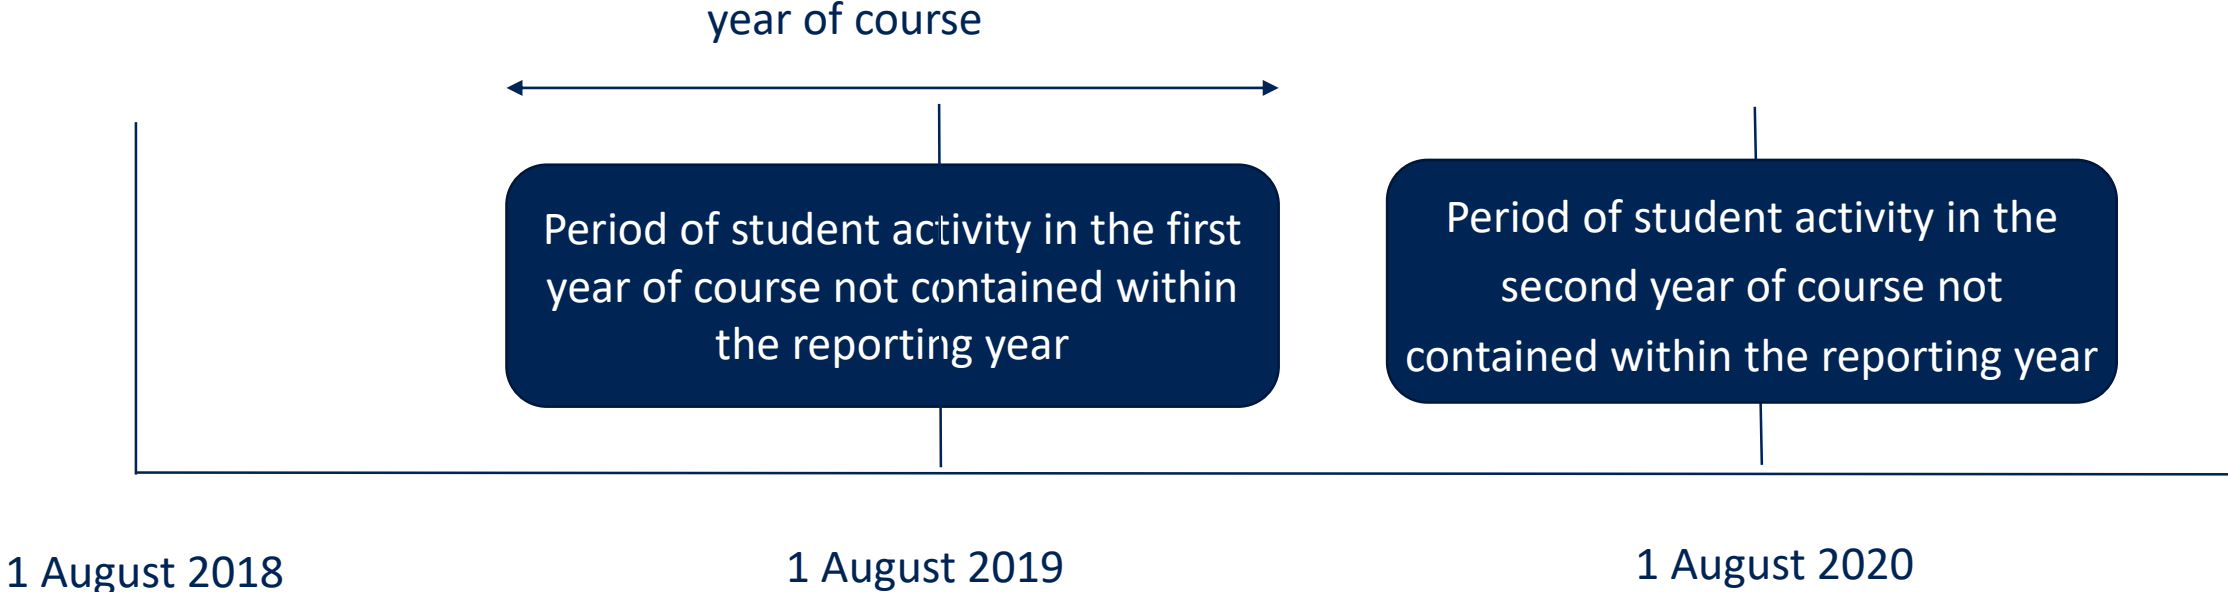 year of course
Period of student activity in the first
year of course not contained within
the reporting year
Period of student activity in the
second year of course not
contained within the reporting year
1 August 2018
1 August 2019
1 August 2020